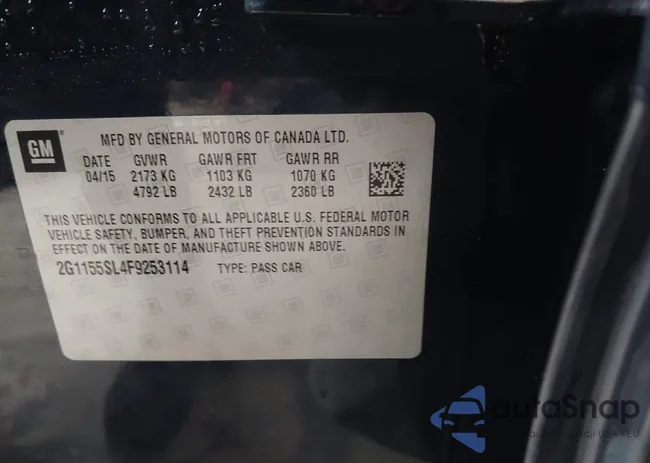 GM
MFD BY GENERAL MOTORS OF CANADA LTD.
DATE GVWR GAWR FRT GAWR RR
04/15 2173 KG 1103 KG 1070 KG
4792 LB 2432 LB 2360 LB
THIS VEHICLE CONFORMS TO ALL APPLICABLE U.S. FEDERAL MOTOR
VEHICLE SAFETY, BUMPER, AND THEFT PREVENTION STANDARDS IN
EFFECT ON THE DATE OF MANUFACTURE SHOWN ABOVE.
2G1155SL4F9253114 TYPE: PASS CAR
autoSnap
USA i EU